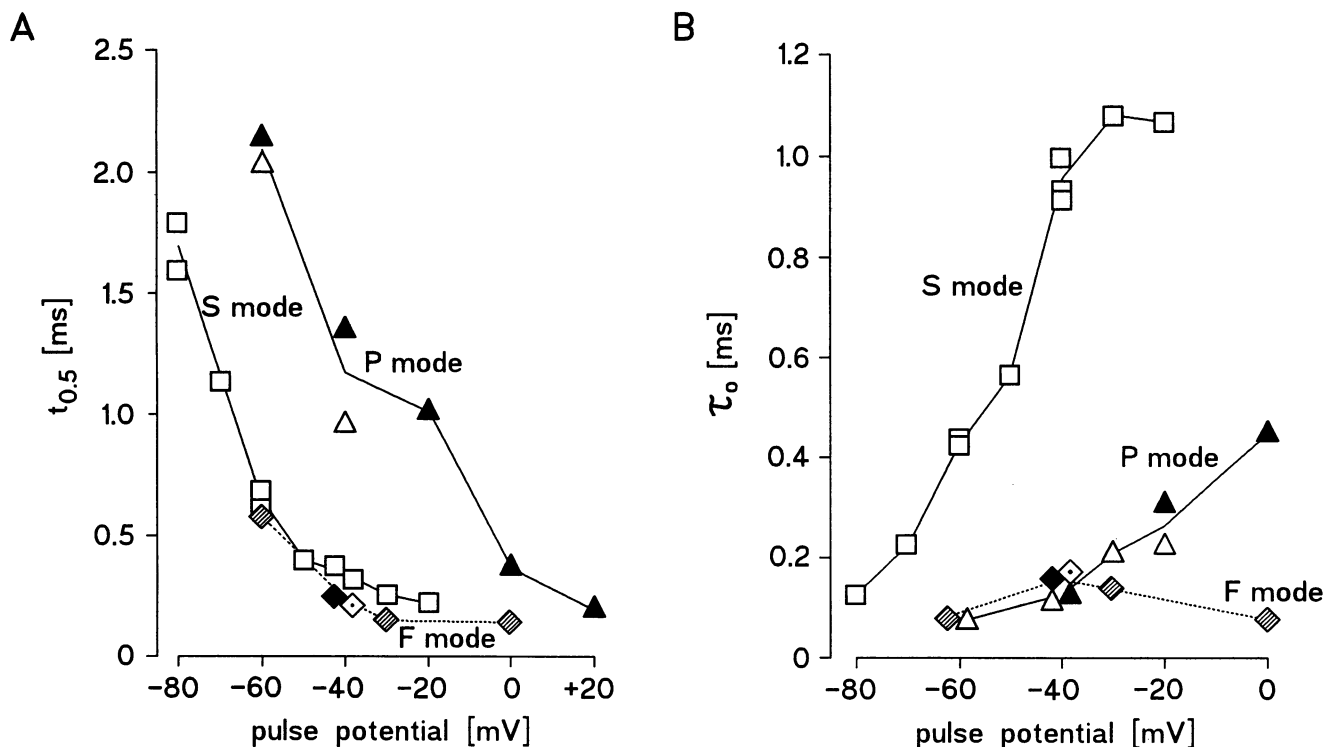 A
B
2.5
2.0
1.5
1.0
0.5
0
t0.5 [ms]
S mode
P mode
F mode
-80 -60 -40 -20 0 +20
pulse potential [mV]
1.2
1.0
0.8
0.6
0.4
0.2
0
τo [ms]
S mode
P mode
F mode
-80 -60 -40 -20 0
pulse potential [mV]